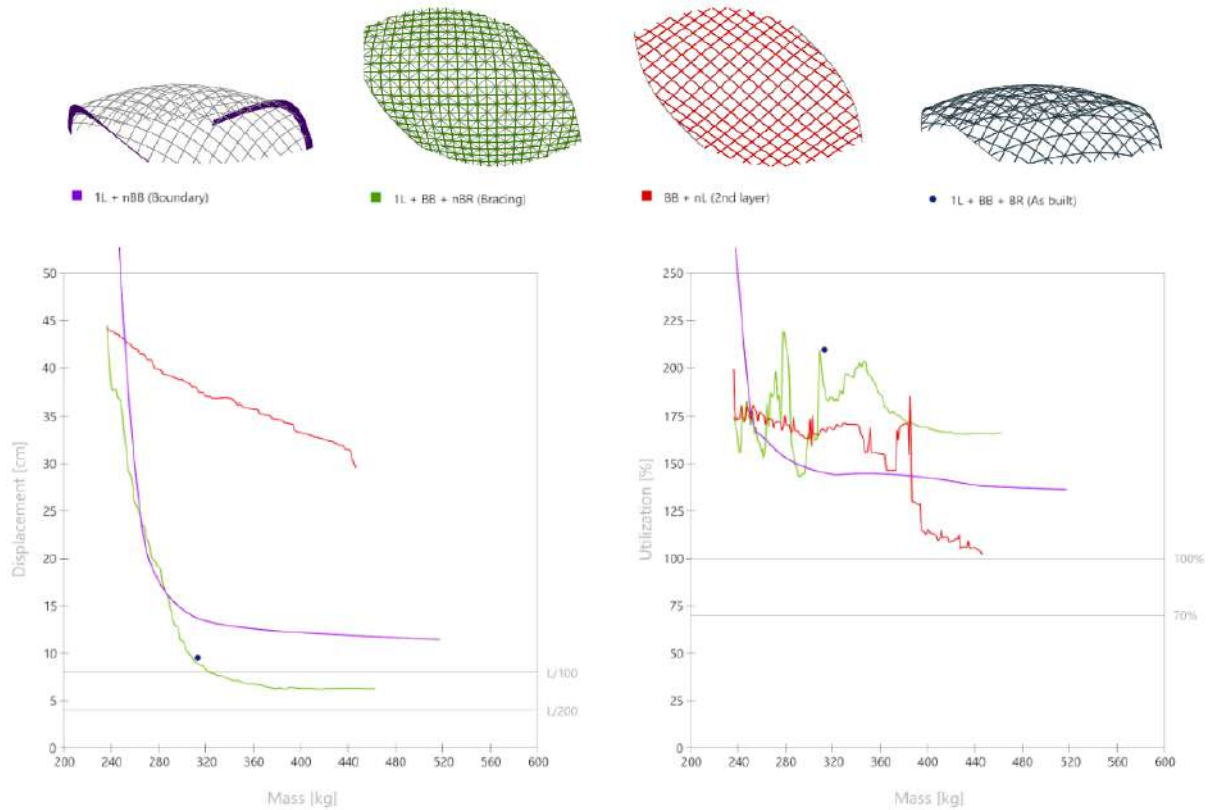 1L + nBB (Boundary)
1L + BB + nBR (Bracing)
BB + nL (2nd layer)
1L + BB + BR (As built)
Displacement [cm]
50
45
40
35
30
25
20
15
10
5
0
L/100
L/200
200 240 280 320 360 400 440 480 520 560 600
Mass [kg]
Utilization [%]
250
225
200
175
150
125
100
75
50
25
0
100%
70%
200 240 280 320 360 400 440 480 520 560 600
Mass [kg]